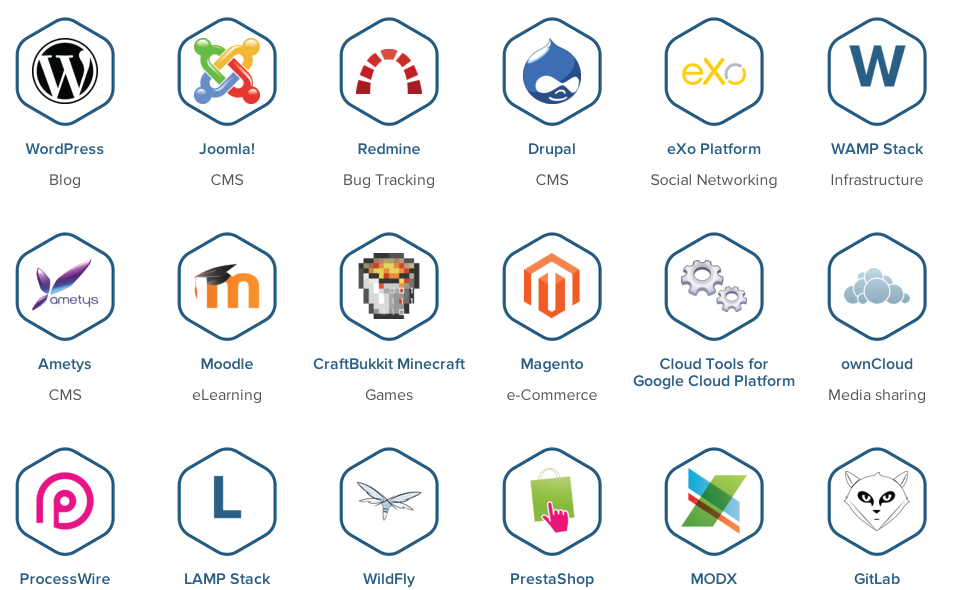 WordPress
Joomla!
Redmine
Drupal
eXo Platform
WAMP Stack
Blog
CMS
Bug Tracking
CMS
Social Networking
Infrastructure
Ametys
Moodle
CraftBukkit Minecraft
Magento
Cloud Tools for
Google Cloud Platform
ownCloud
CMS
eLearning
Games
e-Commerce
Media sharing
ProcessWire
LAMP Stack
WildFly
PrestaShop
MODX
GitLab
W
eXo
W
ametys
m
L